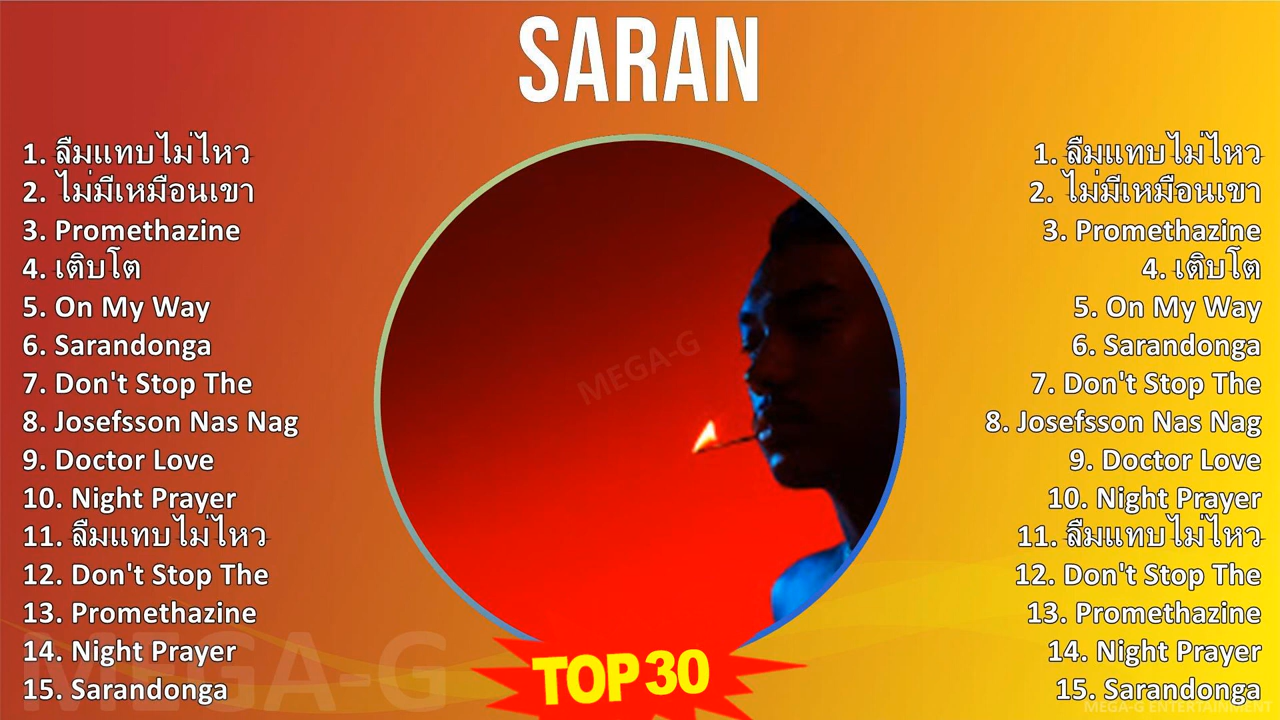 SARAN
1. ลืมแทบไม่ไหว
2. ไม่มีเหมือนเขา
3. Promethazine
4. เติบโต
5. On My Way
6. Sarandonga
7. Don't Stop The
8. Josefsson Nas Nag
9. Doctor Love
10. Night Prayer
11. ลืมแทบไม่ไหว
12. Don't Stop The
13. Promethazine
14. Night Prayer
15. Sarandonga
MEGA-G
MEGA-G
TOP 30
1. ลืมแทบไม่ไหว
2. ไม่มีเหมือนเขา
3. Promethazine
4. เติบโต
5. On My Way
6. Sarandonga
7. Don't Stop The
8. Josefsson Nas Nag
9. Doctor Love
10. Night Prayer
11. ลืมแทบไม่ไหว
12. Don't Stop The
13. Promethazine
14. Night Prayer
15. Sarandonga
MEGA-G ENTERTAINMENT